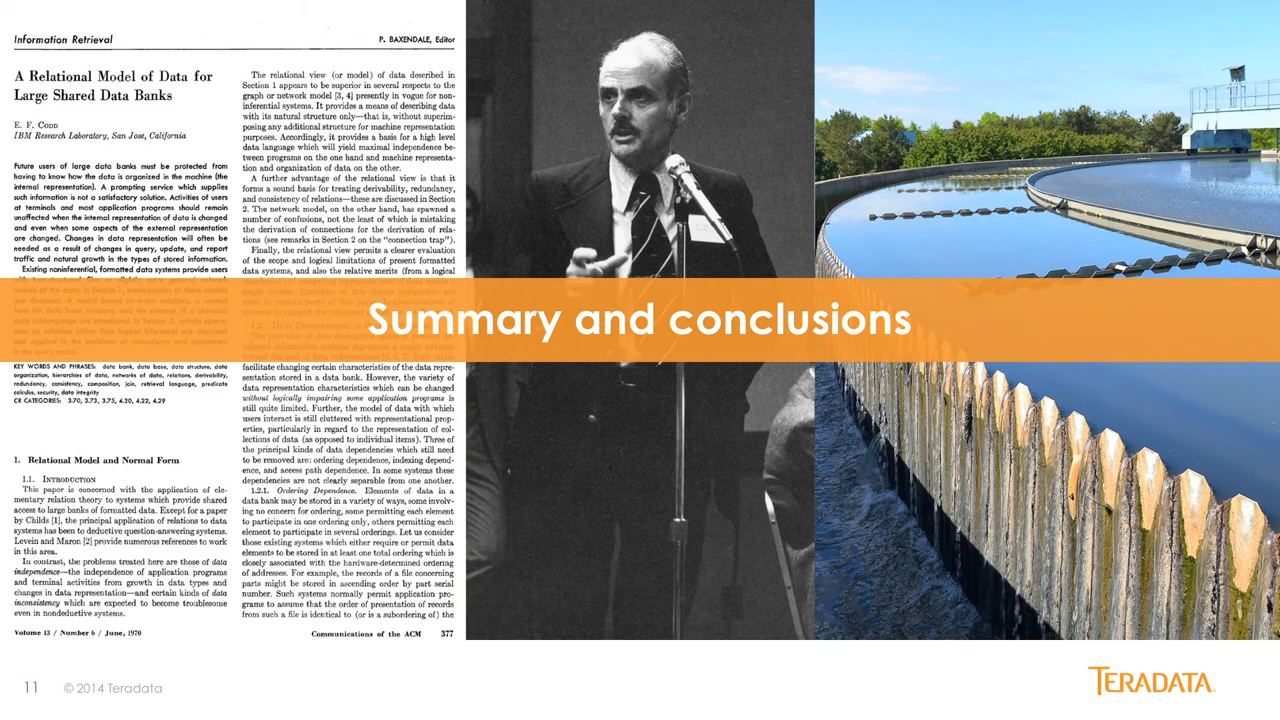 Information Retrieval
P. BAXENDALE, Editor
A Relational Model of Data for
Large Shared Data Banks
E. F. CODD
IBM Research Laboratory, San Jose, California
Future users of large data banks must be protected from
having to know how the data is organized in the machine (the
internal representation). A prompting service which supplies
such information is not a satisfactory solution. Activities of users
at terminals and most application programs should remain
unaffected when the internal representation of data is changed
and even when some aspects of the external representation
are changed. Changes in data representation will often be
needed as a result of changes in query, update, and report
traffic and natural growth in the types of stored information.
Existing noninferential, formatted data systems provide users
KEY WORDS AND PHRASES: data bank, data base, data structure, data
organization, hierarchies of data, networks of data, relations, derivability,
redundancy, consistency, composition, join, retrieval language, predicate
calculus, security, data integrity
CR CATEGORIES: 3.70, 3.73, 3.75, 4.20, 4.22, 4.29
1. Relational Model and Normal Form
1.1. INTRODUCTION
This paper is concerned with the application of ele-
mentary relation theory to systems which provide shared
access to large banks of formatted data. Except for a paper
by Childs [1], the principal application of relations to data
systems has been to deductive question-answering systems.
Levein and Maron [2] provide numerous references to work
in this area.
In contrast, the problems treated here are those of data
independence—the independence of application programs
and terminal activities from growth in data types and
changes in data representation—and certain kinds of data
inconsistency which are expected to become troublesome
even in nondeductive systems.
Volume 13 / Number 6 / June, 1970
The relational view (or model) of data described in
Section 1 appears to be superior in several respects to the
graph or network model [3, 4] presently in vogue for non-
inferential systems. It provides a means of describing data
with its natural structure only—that is, without superim-
posing any additional structure for machine representation
purposes. Accordingly, it provides a basis for a high level
data language which will yield maximal independence be-
tween programs on the one hand and machine representa-
tion and organization of data on the other.
A further advantage of the relational view is that it
forms a sound basis for treating derivability, redundancy,
and consistency of relations—these are discussed in Section
2. The network model, on the other hand, has spawned a
number of confusions, not the least of which is mistaking
the derivation of connections for the derivation of rela-
tions (see remarks in Section 2 on the "connection trap").
Finally, the relational view permits a clearer evaluation
of the scope and logical limitations of present formatted
data systems, and also the relative merits (from a logical
facilitate changing certain characteristics of the data repre-
sentation stored in a data bank. However, the variety of
data representation characteristics which can be changed
without logically impairing some application programs is
still quite limited. Further, the model of data with which
users interact is still cluttered with representational prop-
erties, particularly in regard to the representation of col-
lections of data (as opposed to individual items). Three of
the principal kinds of data dependencies which still need
to be removed are: ordering dependence, indexing depend-
ence, and access path dependence. In some systems these
dependencies are not clearly separable from one another.
1.2.1. Ordering Dependence. Elements of data in a
data bank may be stored in a variety of ways, some involv-
ing no concern for ordering, some permitting each element
to participate in one ordering only, others permitting each
element to participate in several orderings. Let us consider
those existing systems which either require or permit data
elements to be stored in at least one total ordering which is
closely associated with the hardware-determined ordering
of addresses. For example, the records of a file concerning
parts might be stored in ascending order by part serial
number. Such systems normally permit application pro-
grams to assume that the order of presentation of records
from such a file is identical to (or is a subordering of) the
Communications of the ACM 377
Summary and conclusions
11 © 2014 Teradata
TERADATA